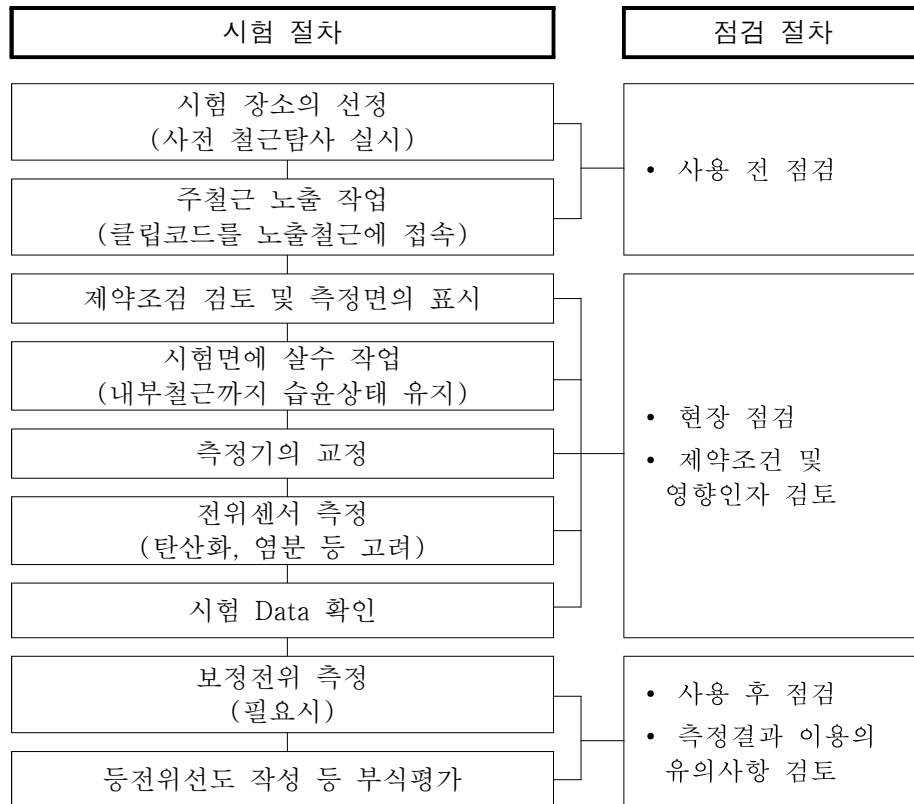 시험 절차
점검 절차
시험 장소의 선정
(사전 철근탐사 실시)
주철근 노출 작업
(클립코드를 노출철근에 접속)
• 사용 전 점검
제약조검 검토 및 측정면의 표시
시험면에 살수 작업
(내부철근까지 습윤상태 유지)
측정기의 교정
전위센서 측정
(탄산화, 염분 등 고려)
시험 Data 확인
• 현장 점검
• 제약조건 및
영향인자 검토
보정전위 측정
(필요시)
등전위선도 작성 등 부식평가
• 사용 후 점검
• 측정결과 이용의
유의사항 검토